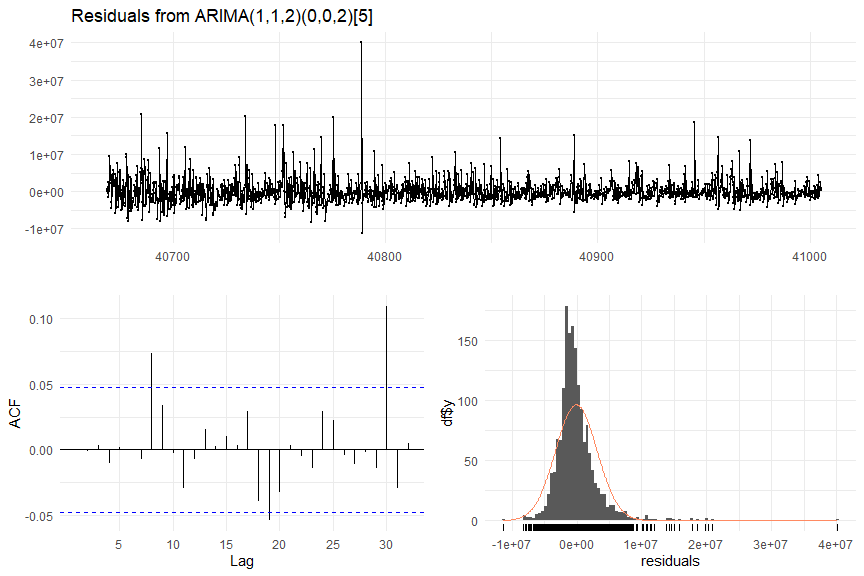 Residuals from ARIMA(1,1,2)(0,0,2)[5]
4e+07
3e+07
2e+07
1e+07
0e+00
-1e+07
40700 40800 40900 41000
0.10
0.05
0.00
-0.05
ACF
5 10 15 20 25 30
Lag
150
100
50
0
df$y
-1e+07 0e+00 1e+07 2e+07 3e+07 4e+07
residuals